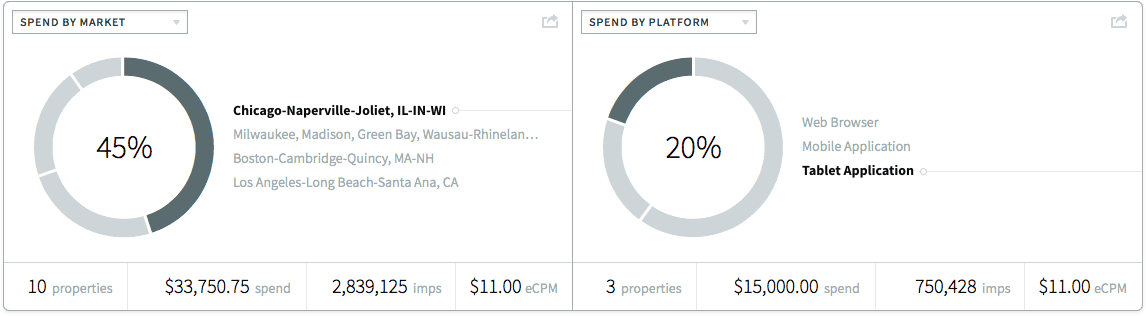 SPEND BY MARKET
45%
Chicago-Naperville-Joliet, IL-IN-WI
Milwaukee, Madison, Green Bay, Wausau-Rhinelan...
Boston-Cambridge-Quincy, MA-NH
Los Angeles-Long Beach-Santa Ana, CA
10 properties
$33,750.75 spend
2,839,125 imps
$11.00 eCPM
SPEND BY PLATFORM
20%
Web Browser
Mobile Application
Tablet Application
3 properties
$15,000.00 spend
750,428 imps
$11.00 eCPM